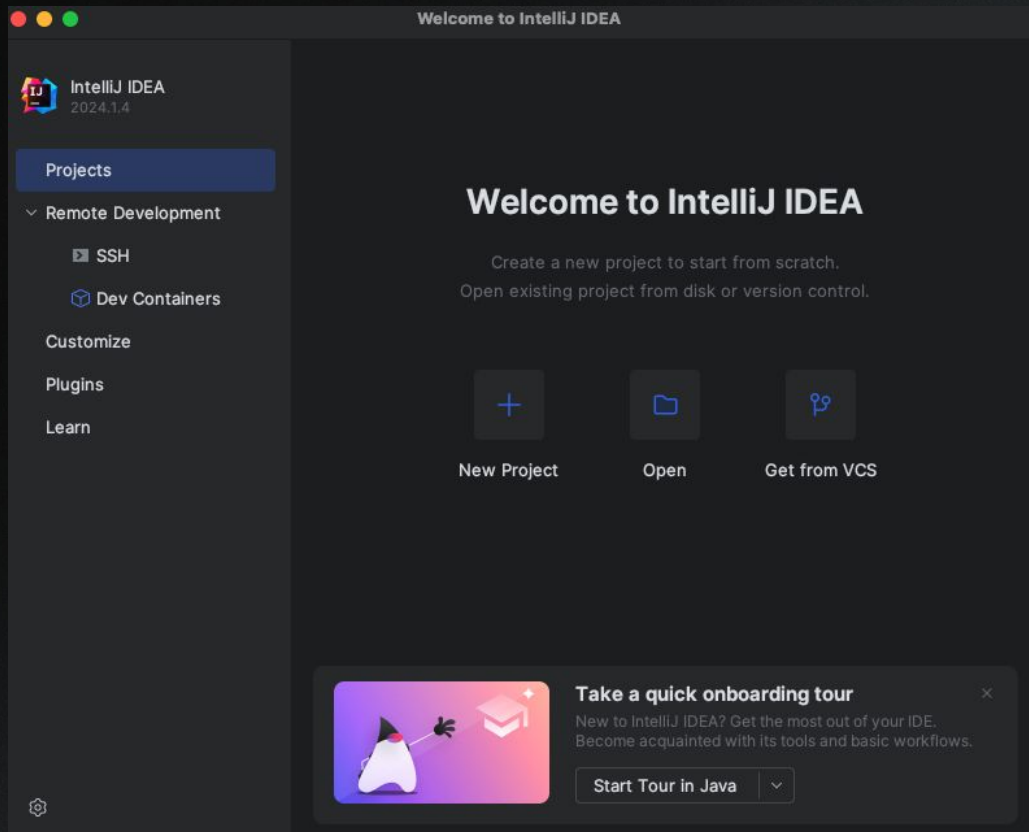 Welcome to IntelliJ IDEA
IJ
IntelliJ IDEA
2024.1.4
Projects
Remote Development
SSH
Dev Containers
Customize
Plugins
Learn
Welcome to IntelliJ IDEA
Create a new project to start from scratch.
Open existing project from disk or version control.
New Project
Open
Get from VCS
Take a quick onboarding tour
New to IntelliJ IDEA? Get the most out of your IDE.
Become acquainted with its tools and basic workflows.
Start Tour in Java